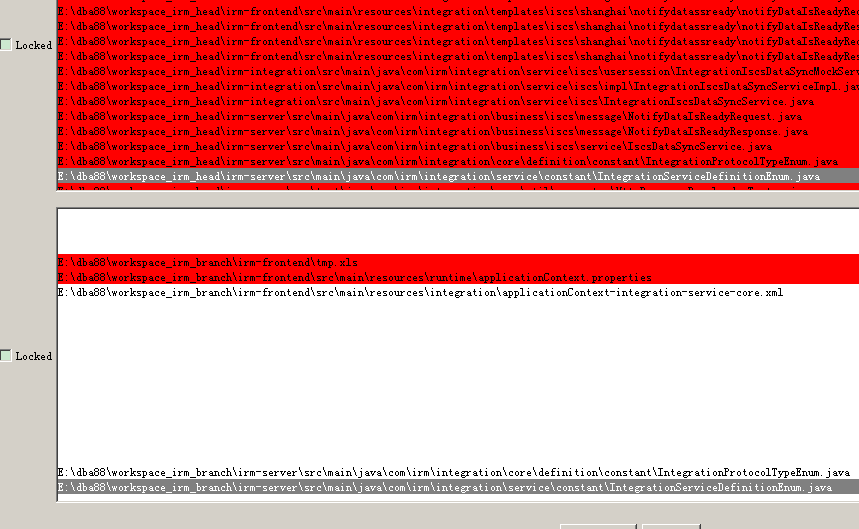 E:\dba88\workspace_irm_head\irm-frontend\src\main\resources\integration\templates\iscs\shanghai\notifydatassready\notifyDataIsReadyRe
E:\dba88\workspace_irm_head\irm-frontend\src\main\resources\integration\templates\iscs\shanghai\notifydatassready\notifyDataIsReadyRe
E:\dba88\workspace_irm_head\irm-frontend\src\main\resources\integration\templates\iscs\shanghai\notifydatassready\notifyDataIsReadyRe
Locked
E:\dba88\workspace_irm_head\irm-frontend\src\main\resources\integration\templates\iscs\shanghai\notifydatassready\notifyDataIsReadyRe
E:\dba88\workspace_irm_head\irm-integration\src\main\java\com\irm\integration\service\iscs\usersession\IntegrationIscsDataSyncMockSer
E:\dba88\workspace_irm_head\irm-integration\src\main\java\com\irm\integration\service\iscs\impl\IntegrationIscsDataSyncServiceImpl.jav
E:\dba88\workspace_irm_head\irm-integration\src\main\java\com\irm\integration\service\iscs\IntegrationIscsDataSyncService.java
E:\dba88\workspace_irm_head\irm-server\src\main\java\com\irm\integration\business\iscs\message\NotifyDataIsReadyRequest.java
E:\dba88\workspace_irm_head\irm-server\src\main\java\com\irm\integration\business\iscs\message\NotifyDataIsReadyResponse.java
E:\dba88\workspace_irm_head\irm-server\src\main\java\com\irm\integration\business\iscs\service\IscsDataSyncService.java
E:\dba88\workspace_irm_head\irm-server\src\main\java\com\irm\integration\core\definition\constant\IntegrationProtocolTypeEnum.java
E:\dba88\workspace_irm_head\irm-server\src\main\java\com\irm\integration\service\constant\IntegrationServiceDefinitionEnum.java
E:\dba88\workspace_irm_branch\irm-frontend\tmp.xls
E:\dba88\workspace_irm_branch\irm-frontend\src\main\resources\runtime\applicationContext.properties
E:\dba88\workspace_irm_branch\irm-frontend\src\main\resources\integration\applicationContext-integration-service-core.xml
Locked
E:\dba88\workspace_irm_branch\irm-server\src\main\java\com\irm\integration\core\definition\constant\IntegrationProtocolTypeEnum.java
E:\dba88\workspace_irm_branch\irm-server\src\main\java\com\irm\integration\service\constant\IntegrationServiceDefinitionEnum.java